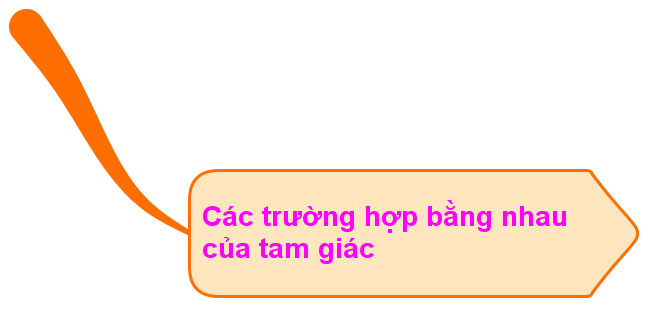 Các trường hợp bằng nhau
của tam giác